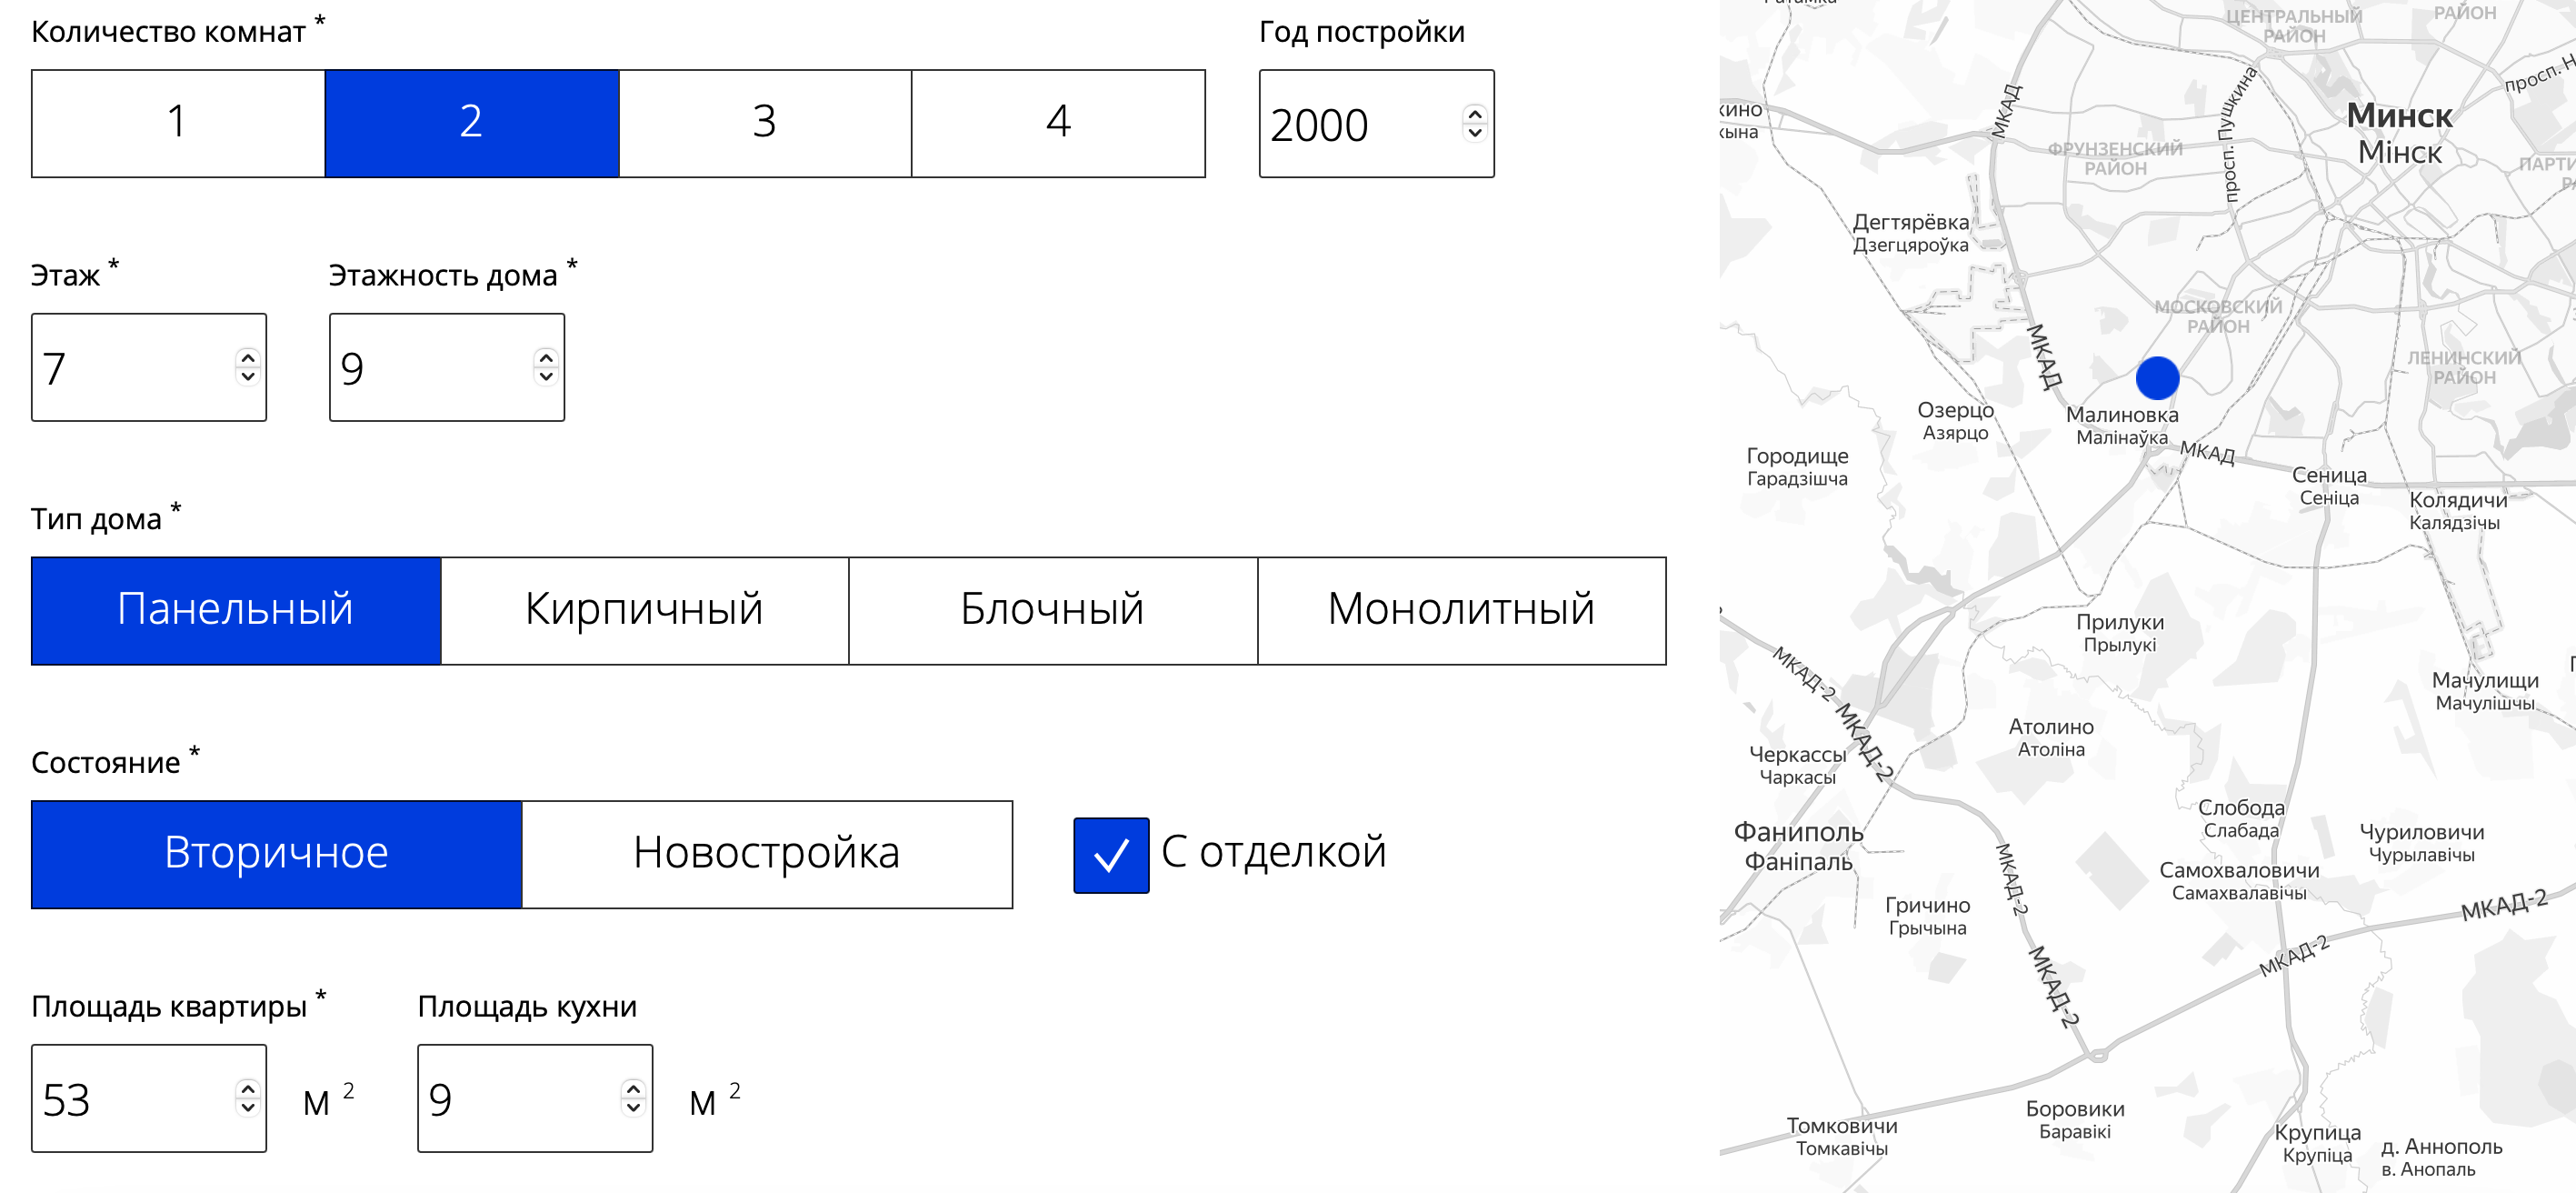 Количество комнат *
Год постройки
1
2
3
4
2000
Этаж *
Этажность дома *
7
9
Тип дома *
Панельный
Кирпичный
Блочный
Монолитный
Состояние *
Вторичное
Новостройка
С отделкой
Площадь квартиры *
Площадь кухни
53
м 2
9
м 2
ЦЕНТРАЛЬНЫЙ
РАЙОН
РАЙОН
МКАД
просп. Пушкина
просп. Н
Минск
Мінск
ФРУНЗЕНСКИЙ
РАЙОН
ПАРТИ
Дегтярёвка
Дзегцяроўка
МОСКОВСКИЙ
РАЙОН
МКАД
ЛЕНИНСКИЙ
РАЙОН
Озерцо
Азярцо
Малиновка
Малінаўка
МКАД
Городище
Гарадзішча
Сеница
Сеніца
Колядичи
Калядзічы
Прилуки
Прылукі
МКАД-2
МКАД-2
Мачулищи
Мачулішчы
Атолино
Атоліна
Черкассы
Чаркасы
Слобода
Слабада
Фаниполь
Фаніпаль
Чуриловичи
Чурылавічы
МКАД-2
Самохваловичи
Самахвалавічы
Гричино
Грычына
МКАД-2
МКАД-2
МКАД-2
Боровики
Баравікі
Томковичи
Томкавічы
Крупица
Крупіца
д. Аннополь
в. Анопаль